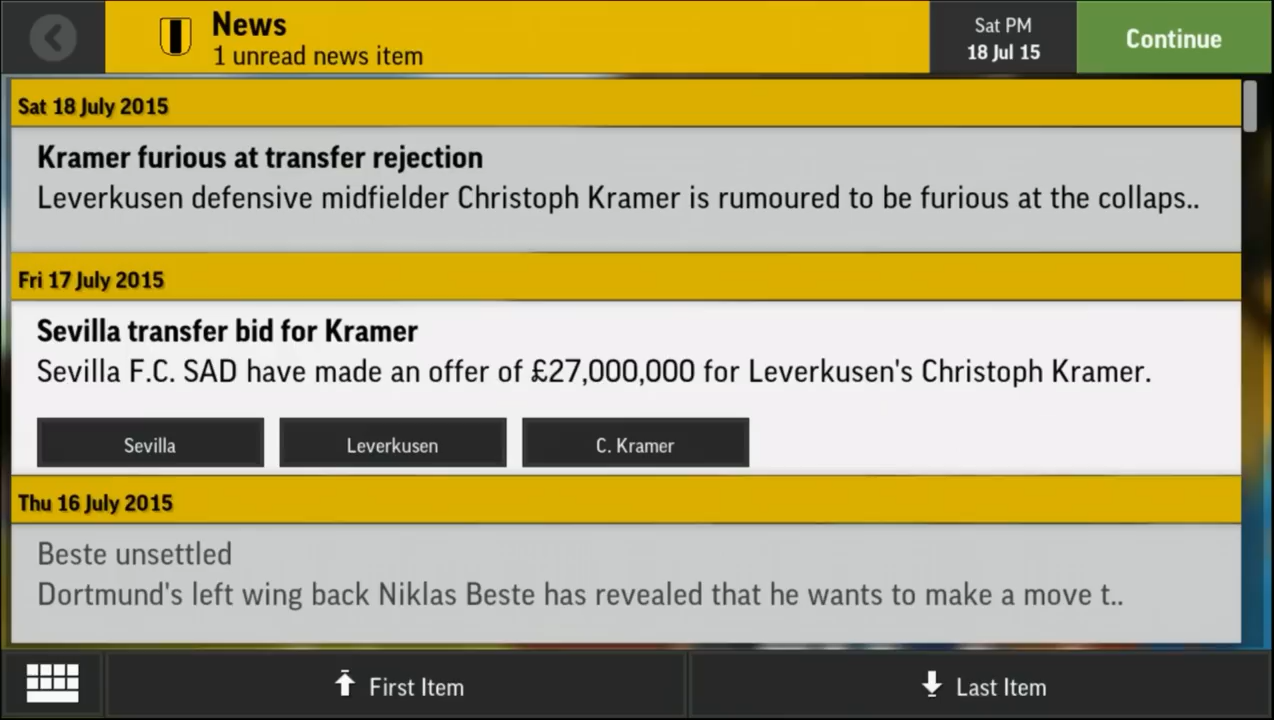 News
1 unread news item
Sat PM
18 Jul 15
Continue
Sat 18 July 2015
Kramer furious at transfer rejection
Leverkusen defensive midfielder Christoph Kramer is rumoured to be furious at the collaps..
Fri 17 July 2015
Sevilla transfer bid for Kramer
Sevilla F.C. SAD have made an offer of £27,000,000 for Leverkusen's Christoph Kramer.
Sevilla
Leverkusen
C. Kramer
Thu 16 July 2015
Beste unsettled
Dortmund's left wing back Niklas Beste has revealed that he wants to make a move t..
First Item
Last Item